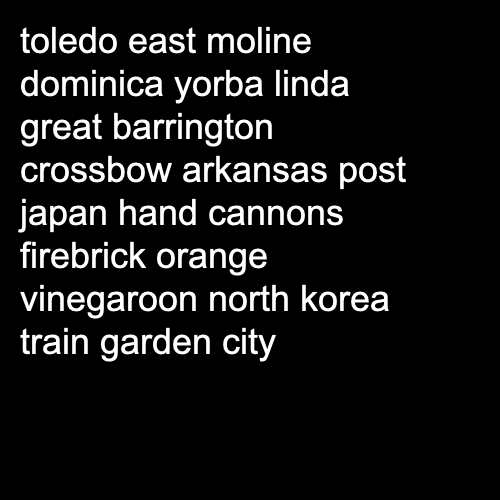 toledo east moline
dominica yorba linda
great barrington
crossbow arkansas post
japan hand cannons
firebrick orange
vinegaroon north korea
train garden city